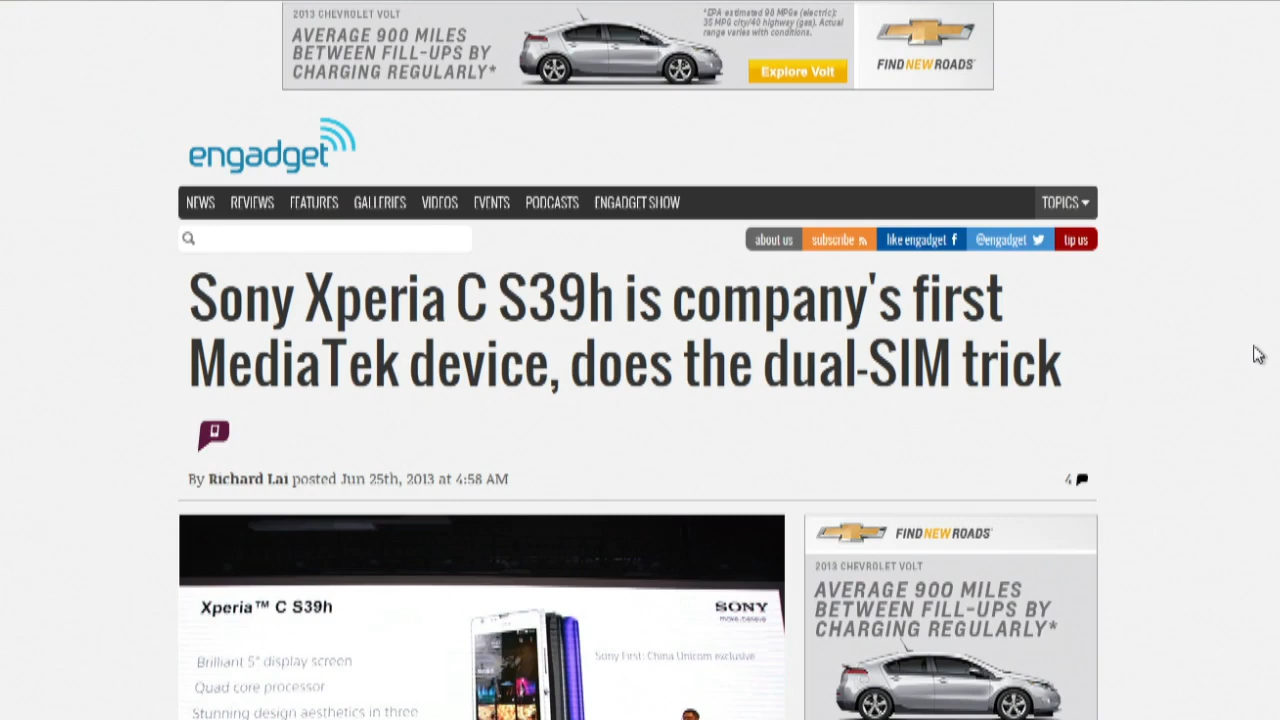 2013 CHEVROLET VOLT
AVERAGE 900 MILES
BETWEEN FILL-UPS BY
CHARGING REGULARLY*
*EPA-estimated 98 MPGe (electric);
35 MPG city/40 highway (gas). Actual
range varies with conditions.
Explore Volt
FIND NEW ROADS
engadget
NEWS REVIEWS FEATURES GALLERIES VIDEOS EVENTS PODCASTS ENGADGET SHOW TOPICS
about us subscribe like engadget f @engadget tip us
Sony Xperia C S39h is company's first
MediaTek device, does the dual-SIM trick
By Richard Lai posted Jun 25th, 2013 at 4:58 AM
4
Xperia™ C S39h
SONY
make.believe
Brilliant 5" display screen
Sony First: China Unicom exclusive
Quad core processor
Stunning design aesthetics in three
FIND NEW ROADS
2013 CHEVROLET VOLT
AVERAGE 900 MILES
BETWEEN FILL-UPS BY
CHARGING REGULARLY*